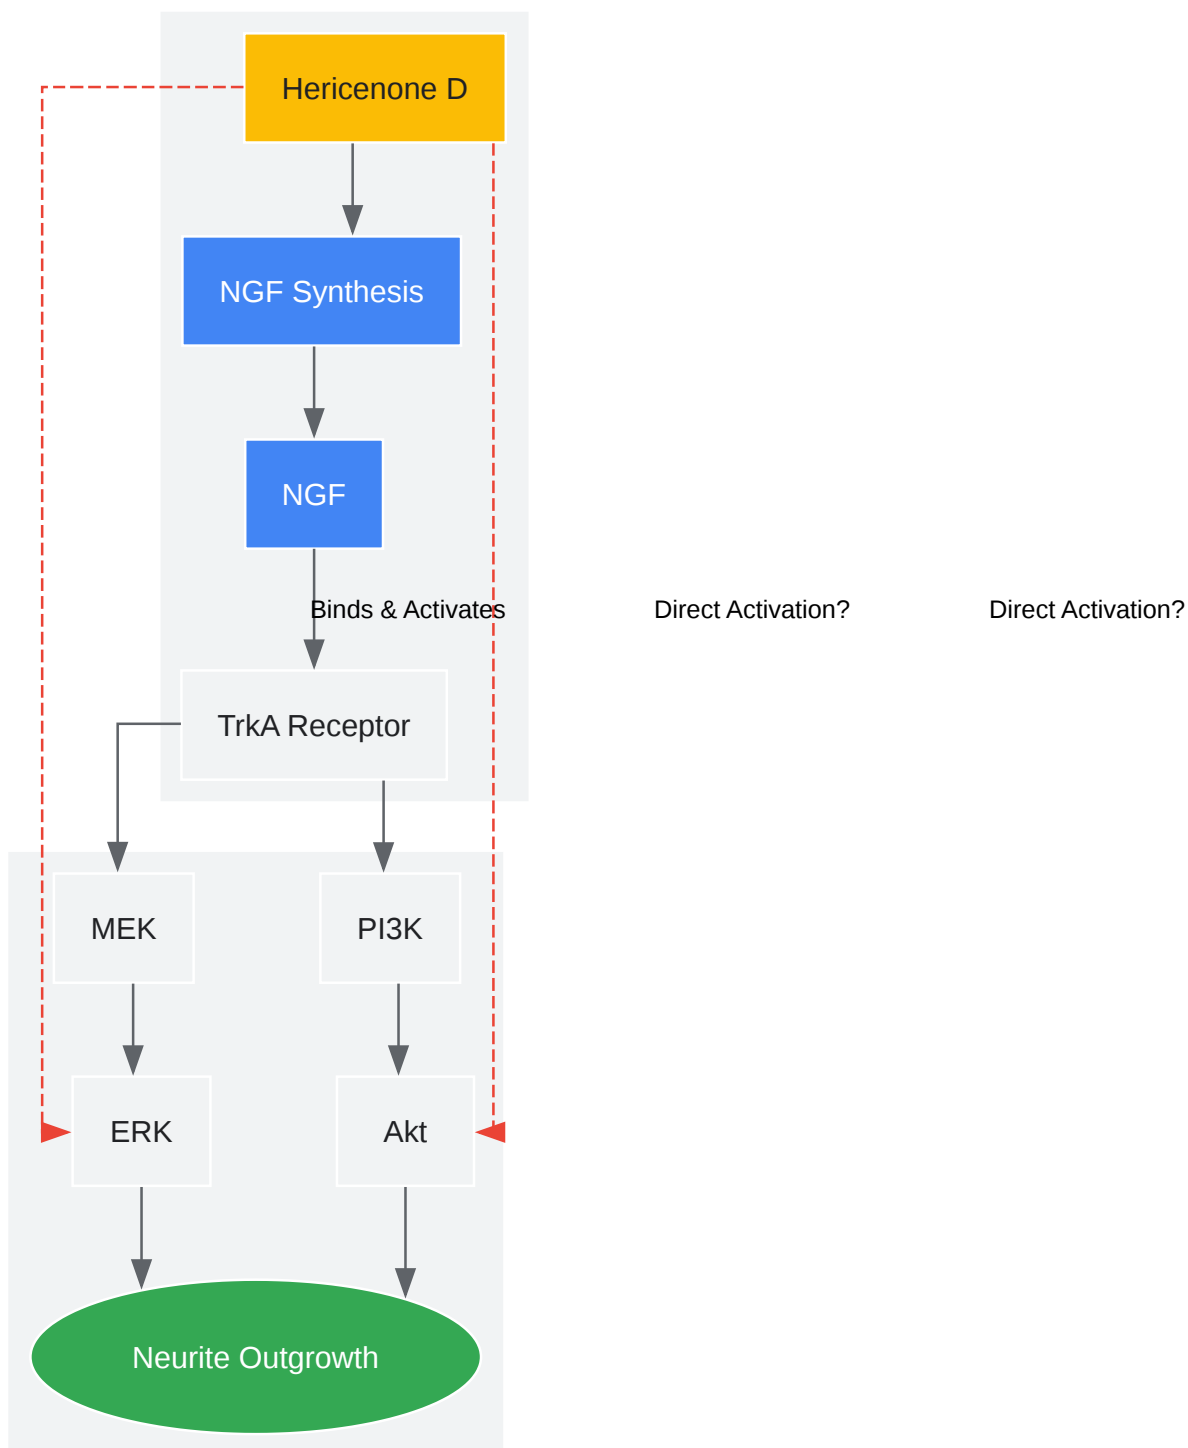 Hericenone D
NGF Synthesis
NGF
Binds & Activates
Direct Activation?
Direct Activation?
TrkA Receptor
MEK
PI3K
ERK
Akt
Neurite Outgrowth